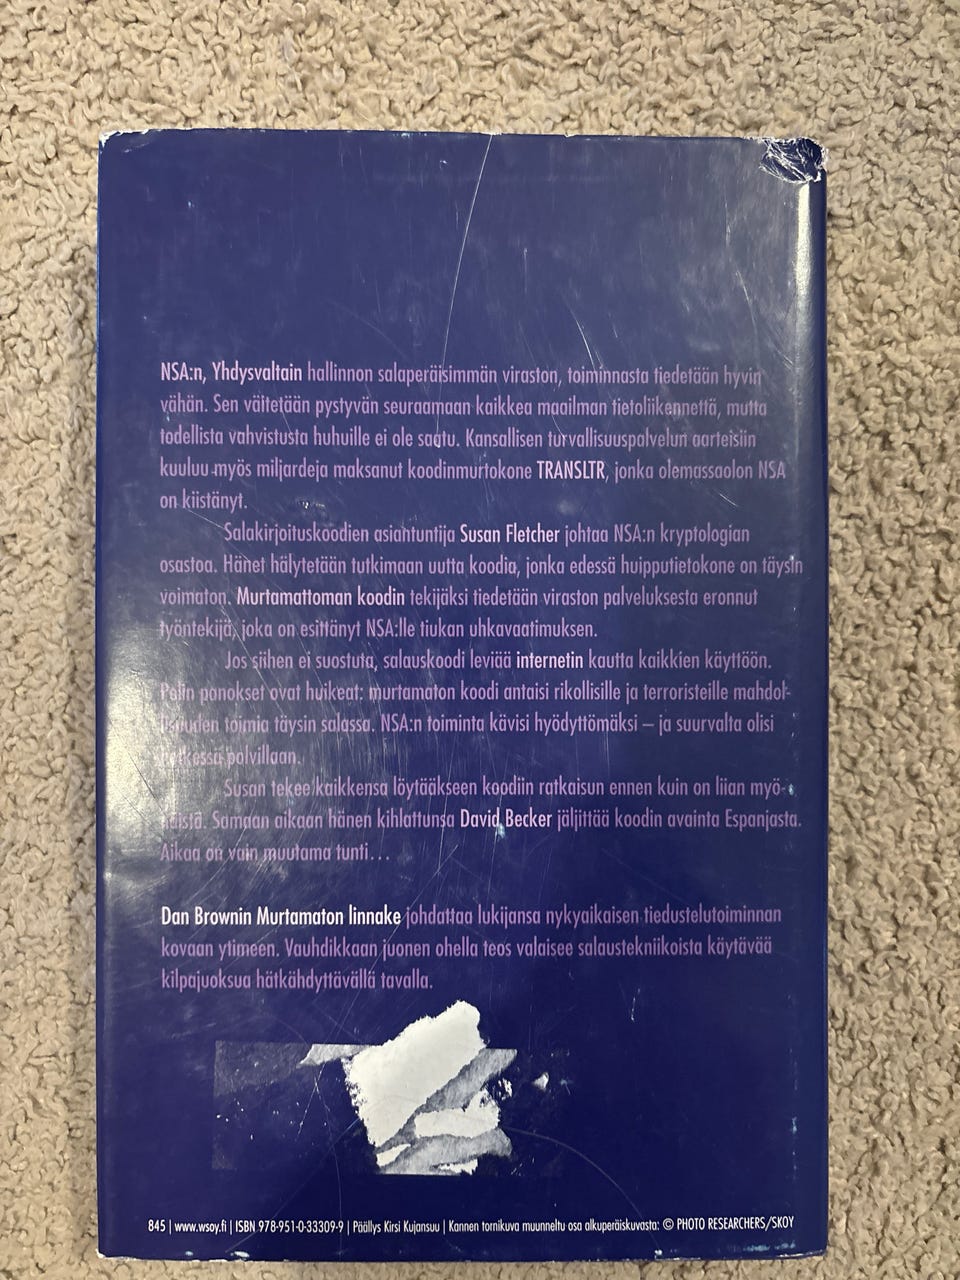 NSA:n, Yhdysvaltain hallinnon salaperäisimmän viraston, toiminnasta tiedetään hyvin
vähän. Sen väitetään pystyvän seuraamaan kaikkea maailman tietoliikennettä, mutta
todellista vahvistusta huhuille ei ole saatu. Kansallisen turvallisuuspalvelun aarteisiin
kuuluu myös miljardeja maksanut koodinmurtokone TRANSLTR, jonka olemassaolon NSA
on kiistänyt.
Salakirjoituskoodien asiantuntija Susan Fletcher johtaa NSA:n kryptologian
osastoa. Hänet hälytetään tutkimaan uutta koodia, jonka edessä huipputietokone on täysin
voimaton. Murtamattoman koodin tekijäksi tiedetään viraston palveluksesta eronnut
työntekijä, joka on esittänyt NSA:lle tiukan uhkavaatimuksen.
Jos siihen ei suostuta, salauskoodi leviää internetin kautta kaikkien käyttöön.
Pelin panokset ovat huikeat: murtamaton koodi antaisi rikollisille ja terroristeille mahdol-
lisuuden toimia täysin salassa. NSA:n toiminta kävisi hyödyttömäksi – ja suurvalta olisi
hetkessä polvillaan.
Susan tekee kaikkensa löytääkseen koodiin ratkaisun ennen kuin on liian myö-
häistä. Samaan aikaan hänen kihlattunsa David Becker jäljittää koodin avainta Espanjasta.
Aikaa on vain muutama tunti...
Dan Brownin Murtamaton linnake johdattaa lukijansa nykyaikaisen tiedustelutoiminnan
kovaan ytimeen. Vauhdikkaan juonen ohella teos valaisee salaustekniikoista käytävää
kilpajuoksua hätkähdyttävällä tavalla.
845 | www.wsoy.fi | ISBN 978-951-0-33309-9 | Päällys Kirsi Kujansuu | Kannen tornikuva muunneltu osa alkuperäiskuvasta: © PHOTO RESEARCHERS/SKOY